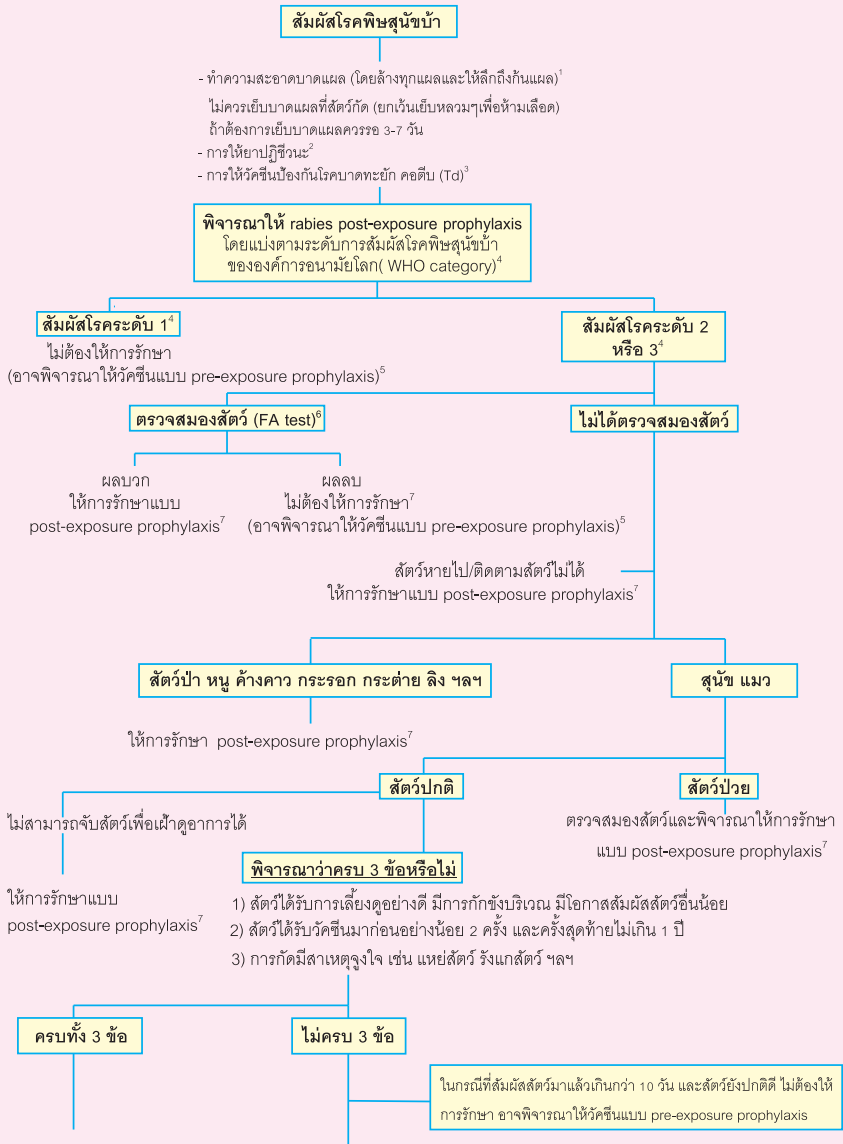 สัมผัสโรคพิษสุนัขบ้า
- ทำความสะอาดบาดแผล (โดยล้างทุกแผลและให้ลึกถึงก้นแผล)¹
ไม่ควรเย็บบาดแผลที่สัตว์กัด (ยกเว้นเย็บหลวมๆเพื่อห้ามเลือด)
ถ้าต้องการเย็บบาดแผลควรรอ 3-7 วัน
- การให้ยาปฏิชีวนะ²
- การให้วัคซีนป้องกันโรคบาดทะยัก คอตีบ (Td)³
พิจารณาให้ rabies post-exposure prophylaxis
โดยแบ่งตามระดับการสัมผัสโรคพิษสุนัขบ้า
ขององค์การอนามัยโลก( WHO category)⁴
สัมผัสโรคระดับ 1⁴
ไม่ต้องให้การรักษา
(อาจพิจารณาให้วัคซีนแบบ pre-exposure prophylaxis)⁵
สัมผัสโรคระดับ 2
หรือ 3⁴
ตรวจสมองสัตว์ (FA test)⁶
ไม่ได้ตรวจสมองสัตว์
ผลบวก
ให้การรักษาแบบ
post-exposure prophylaxis⁷
ผลลบ
ไม่ต้องให้การรักษา⁷
(อาจพิจารณาให้วัคซีนแบบ pre-exposure prophylaxis)⁵
สัตว์หายไป/ติดตามสัตว์ไม่ได้
ให้การรักษาแบบ post-exposure prophylaxis⁷
สัตว์ป่า หนู ค้างคาว กระรอก กระต่าย ลิง ฯลฯ
สุนัข แมว
ให้การรักษา post-exposure prophylaxis⁷
สัตว์ปกติ
สัตว์ป่วย
ไม่สามารถจับสัตว์เพื่อเฝ้าดูอาการได้
ตรวจสมองสัตว์และพิจารณาให้การรักษา
แบบ post-exposure prophylaxis⁷
พิจารณาว่าครบ 3 ข้อหรือไม่
ให้การรักษาแบบ
post-exposure prophylaxis⁷
1) สัตว์ได้รับการเลี้ยงดูอย่างดี มีการกักขังบริเวณ มีโอกาสสัมผัสสัตว์อื่นน้อย
2) สัตว์ได้รับวัคซีนมาก่อนอย่างน้อย 2 ครั้ง และครั้งสุดท้ายไม่เกิน 1 ปี
3) การกัดมีสาเหตุจูงใจ เช่น แหย่สัตว์ รังแกสัตว์ ฯลฯ
ครบทั้ง 3 ข้อ
ไม่ครบ 3 ข้อ
ในกรณีที่สัมผัสสัตว์มาแล้วเกินกว่า 10 วัน และสัตว์ยังปกติดี ไม่ต้องให้
การรักษา อาจพิจารณาให้วัคซีนแบบ pre-exposure prophylaxis